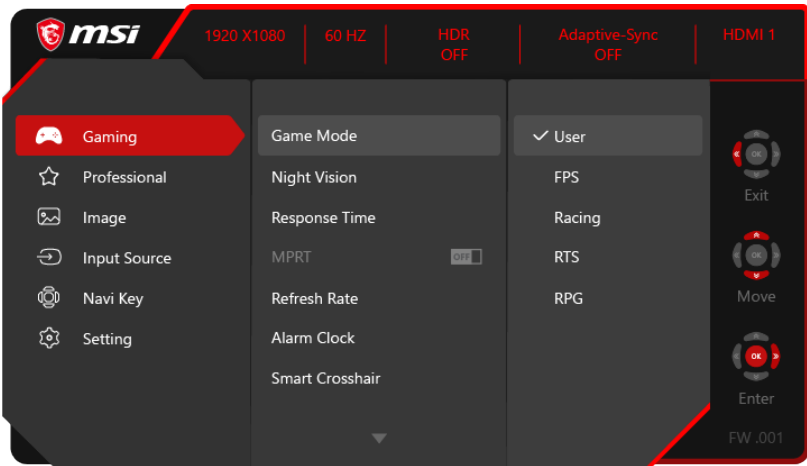 msi
1920 X1080
60 HZ
HDR
OFF
Adaptive-Sync
OFF
HDMI 1
Gaming
Professional
Image
Input Source
Navi Key
Setting
Game Mode
Night Vision
Response Time
MPRT
OFF
Refresh Rate
Alarm Clock
Smart Crosshair
User
FPS
Racing
RTS
RPG
OK
Exit
OK
Move
OK
Enter
FW .001